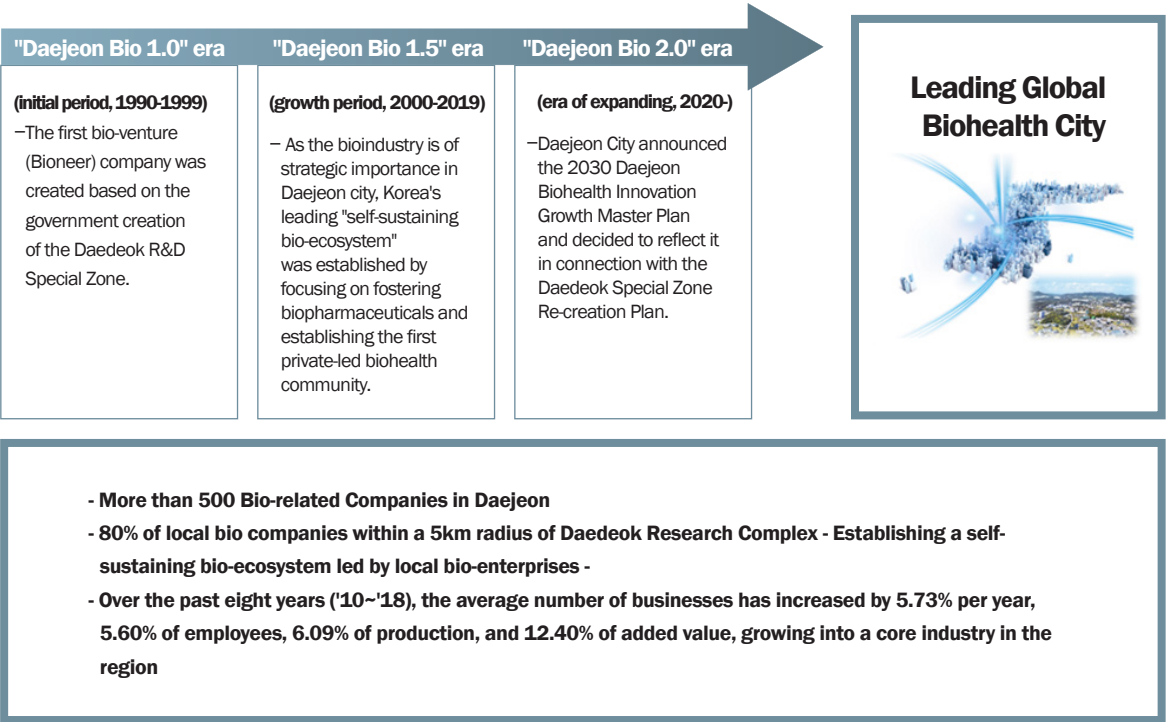 "Daejeon Bio 1.0" era
(initial period, 1990-1999)
–The first bio-venture
(Bioneer) company was
created based on the
government creation
of the Daedeok R&D
Special Zone.
"Daejeon Bio 1.5" era
(growth period, 2000-2019)
– As the bioindustry is of
strategic importance in
Daejeon city, Korea's
leading "self-sustaining
bio-ecosystem"
was established by
focusing on fostering
biopharmaceuticals and
establishing the first
private-led biohealth
community.
"Daejeon Bio 2.0" era
(era of expanding, 2020-)
–Daejeon City announced
the 2030 Daejeon
Biohealth Innovation
Growth Master Plan
and decided to reflect it
in connection with the
Daedeok Special Zone
Re-creation Plan.
Leading Global
Biohealth City
- More than 500 Bio-related Companies in Daejeon
- 80% of local bio companies within a 5km radius of Daedeok Research Complex - Establishing a self-
sustaining bio-ecosystem led by local bio-enterprises -
- Over the past eight years ('10~'18), the average number of businesses has increased by 5.73% per year,
5.60% of employees, 6.09% of production, and 12.40% of added value, growing into a core industry in the
region